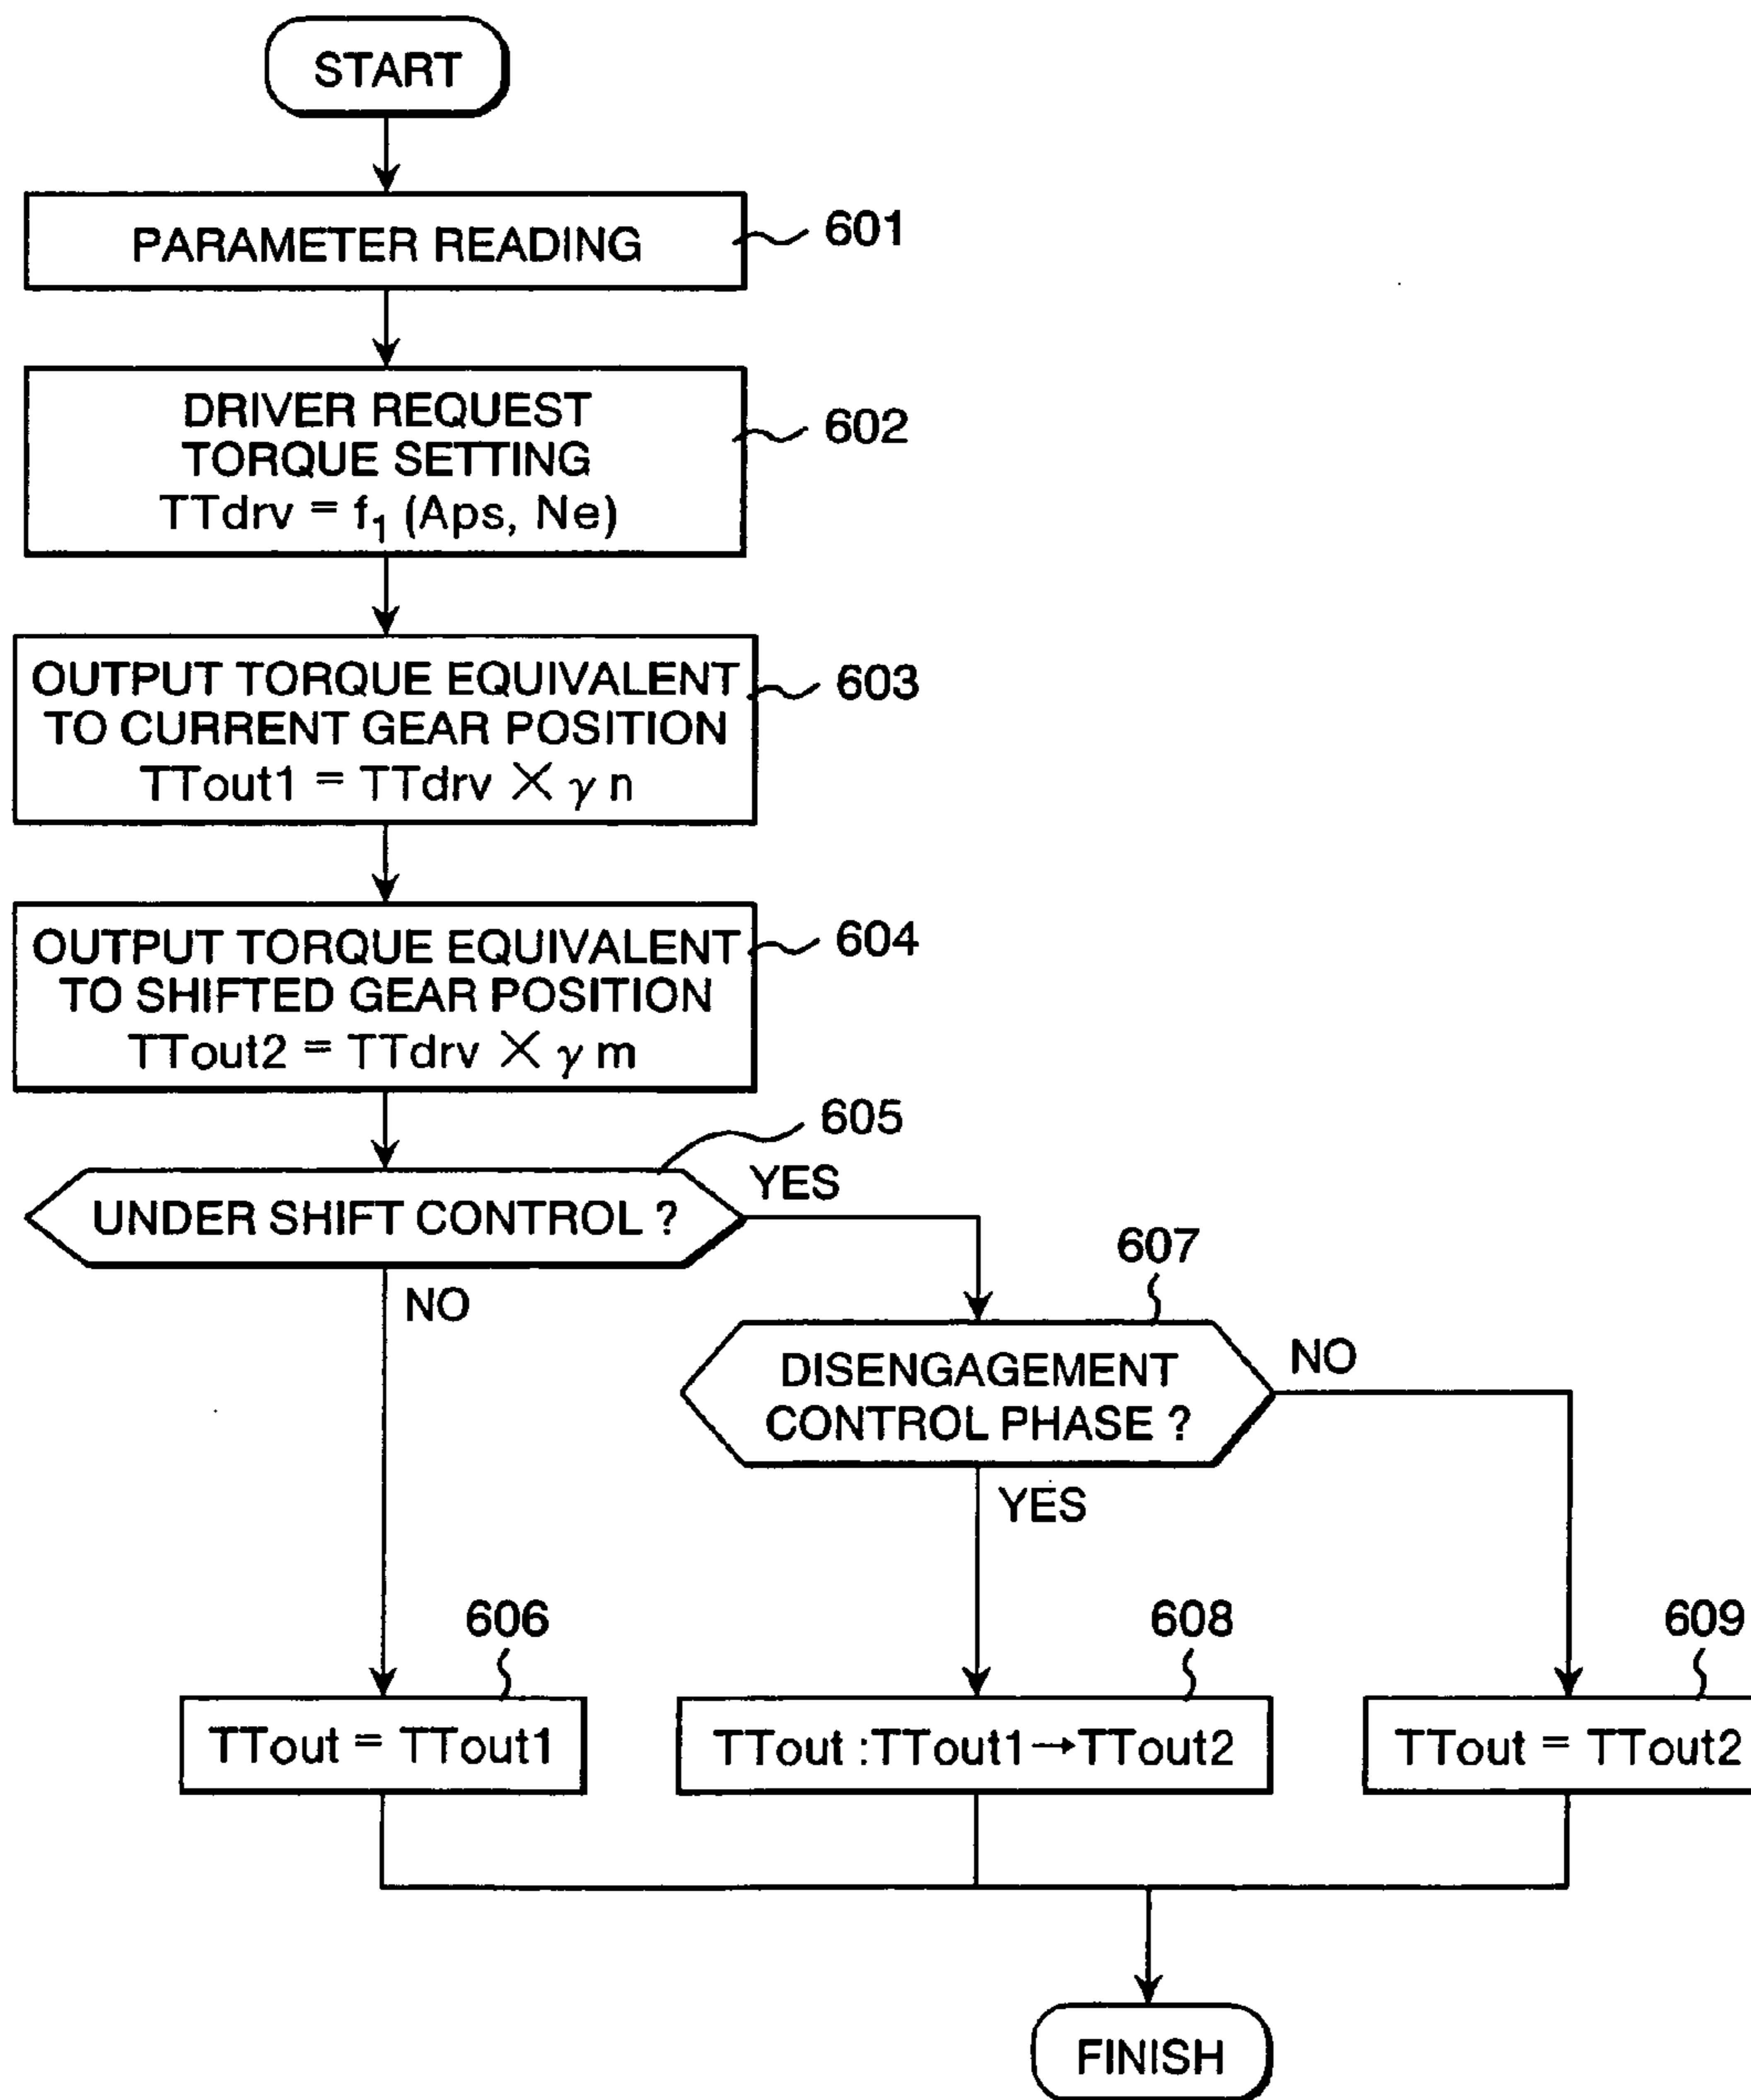 START
PARAMETER READING
601
DRIVER REQUEST
TORQUE SETTING
TTdrv = f₁ (Aps, Ne)
602
OUTPUT TORQUE EQUIVALENT
TO CURRENT GEAR POSITION
TTout1 = TTdrv × γ n
603
OUTPUT TORQUE EQUIVALENT
TO SHIFTED GEAR POSITION
TTout2 = TTdrv × γ m
604
605
UNDER SHIFT CONTROL ?
YES
NO
607
DISENGAGEMENT
CONTROL PHASE ?
NO
YES
606
TTout = TTout1
608
TTout :TTout1→TTout2
609
TTout = TTout2
FINISH